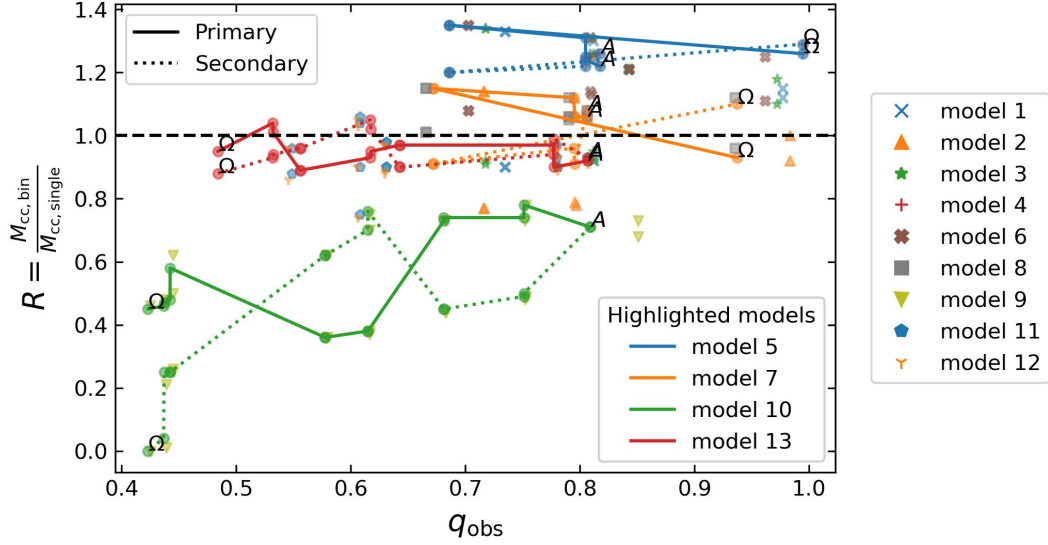 1.4
1.2
1.0
0.8
0.6
0.4
0.2
0.0
R = M_cc, bin / M_cc, single
Primary
Secondary
Ω
Ω
A
A
Ω
A
A
Ω
Ω
Ω
A
A
A
Ω
Ω
Highlighted models
model 5
model 7
model 10
model 13
0.4 0.5 0.6 0.7 0.8 0.9 1.0
q_obs
model 1
model 2
model 3
model 4
model 6
model 8
model 9
model 11
model 12